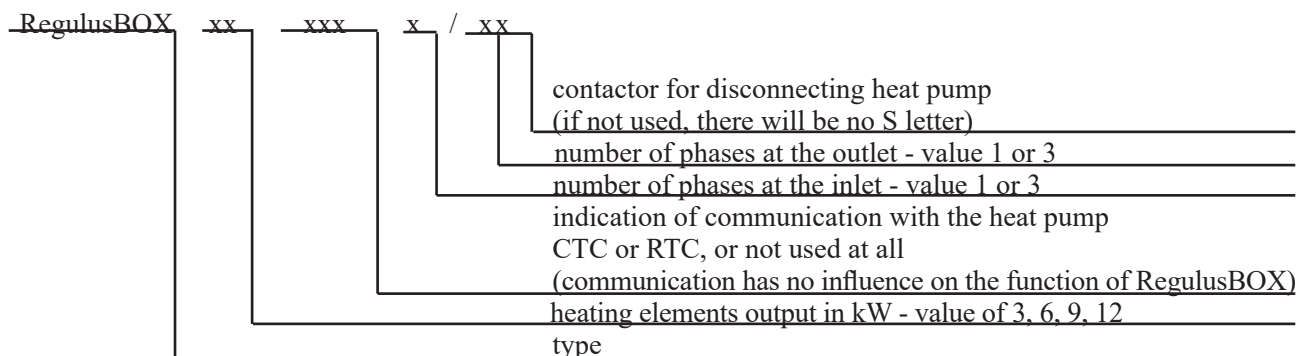 RegulusBOX xx xxx x / xx
contactor for disconnecting heat pump
(if not used, there will be no S letter)
number of phases at the outlet - value 1 or 3
number of phases at the inlet - value 1 or 3
indication of communication with the heat pump
CTC or RTC, or not used at all
(communication has no influence on the function of RegulusBOX)
heating elements output in kW - value of 3, 6, 9, 12
type